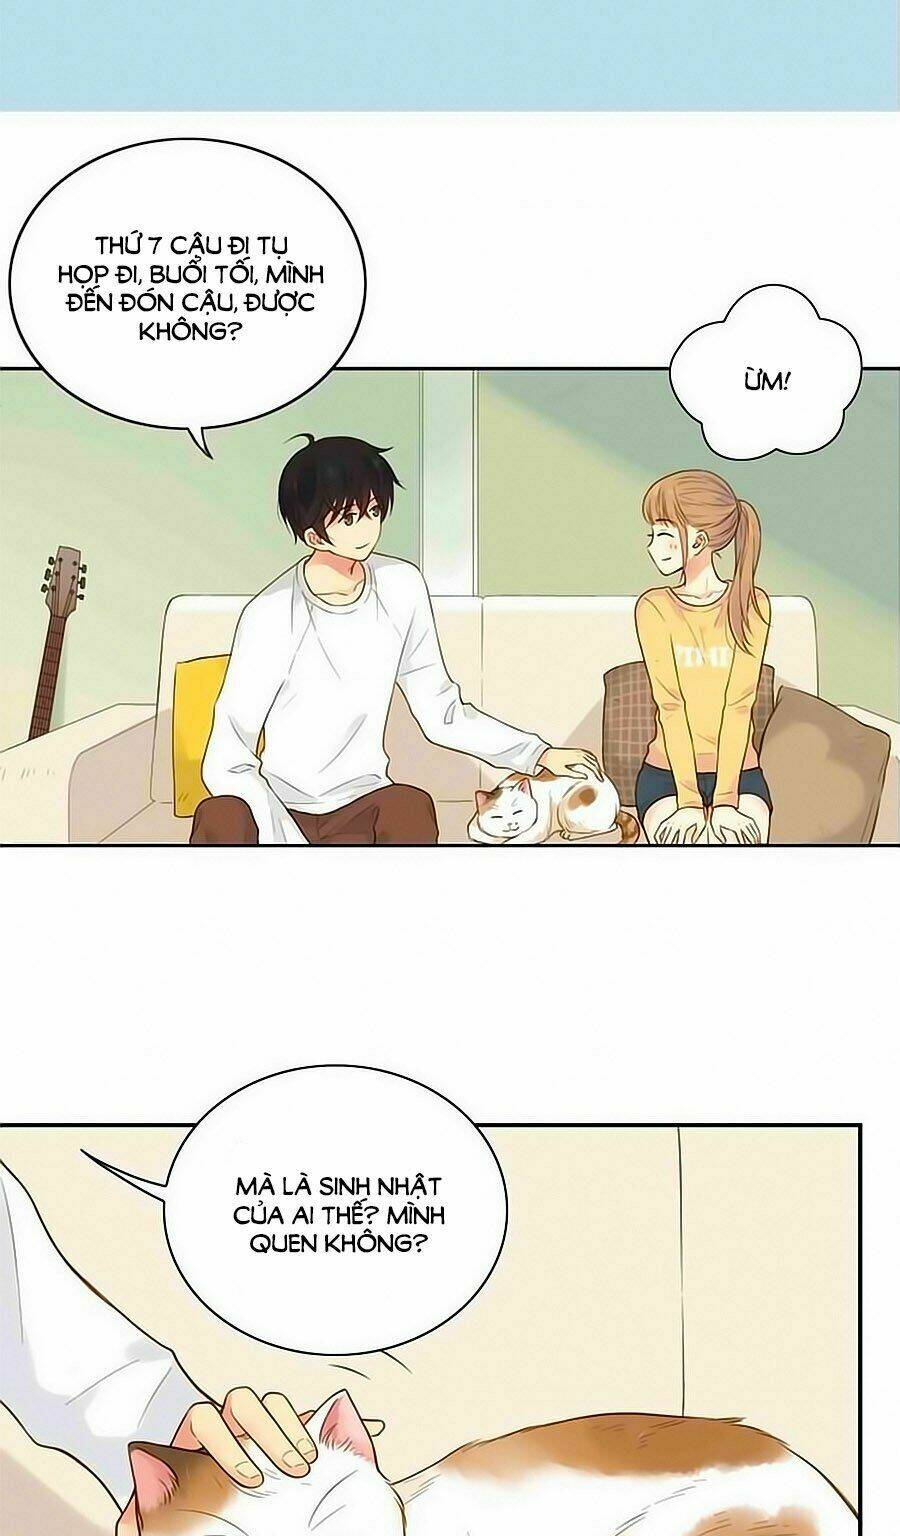 THỨ 7 CẬU ĐI TỤ
HỌP ĐI, BUỔI TỐI, MÌNH
ĐẾN ĐÓN CẬU, ĐƯỢC
KHÔNG?
ỪM!
MÀ LÀ SINH NHẬT
CỦA AI THẾ? MÌNH
QUEN KHÔNG?